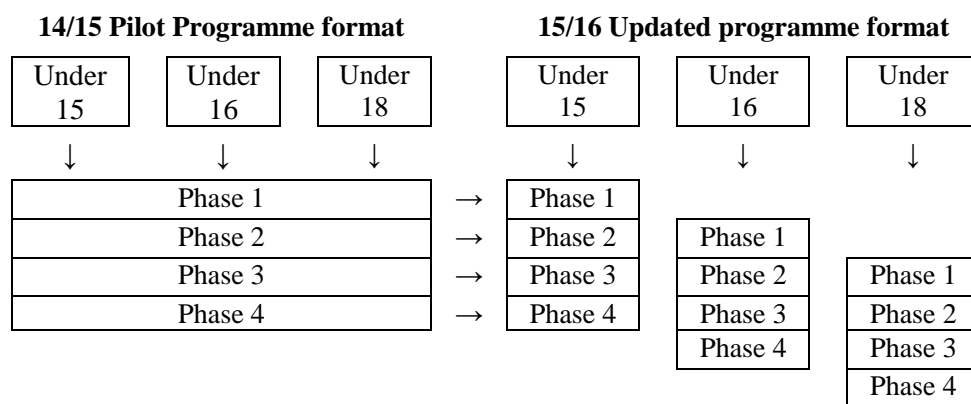 14/15 Pilot Programme format 15/16 Updated programme format
Under Under Under Under Under Under
15 16 18 15 16 18
↓ ↓ ↓ ↓ ↓ ↓
Phase 1 → Phase 1
Phase 2 → Phase 2 Phase 1
Phase 3 → Phase 3 Phase 2 Phase 1
Phase 4 → Phase 4 Phase 3 Phase 2
Phase 4 Phase 3
Phase 4